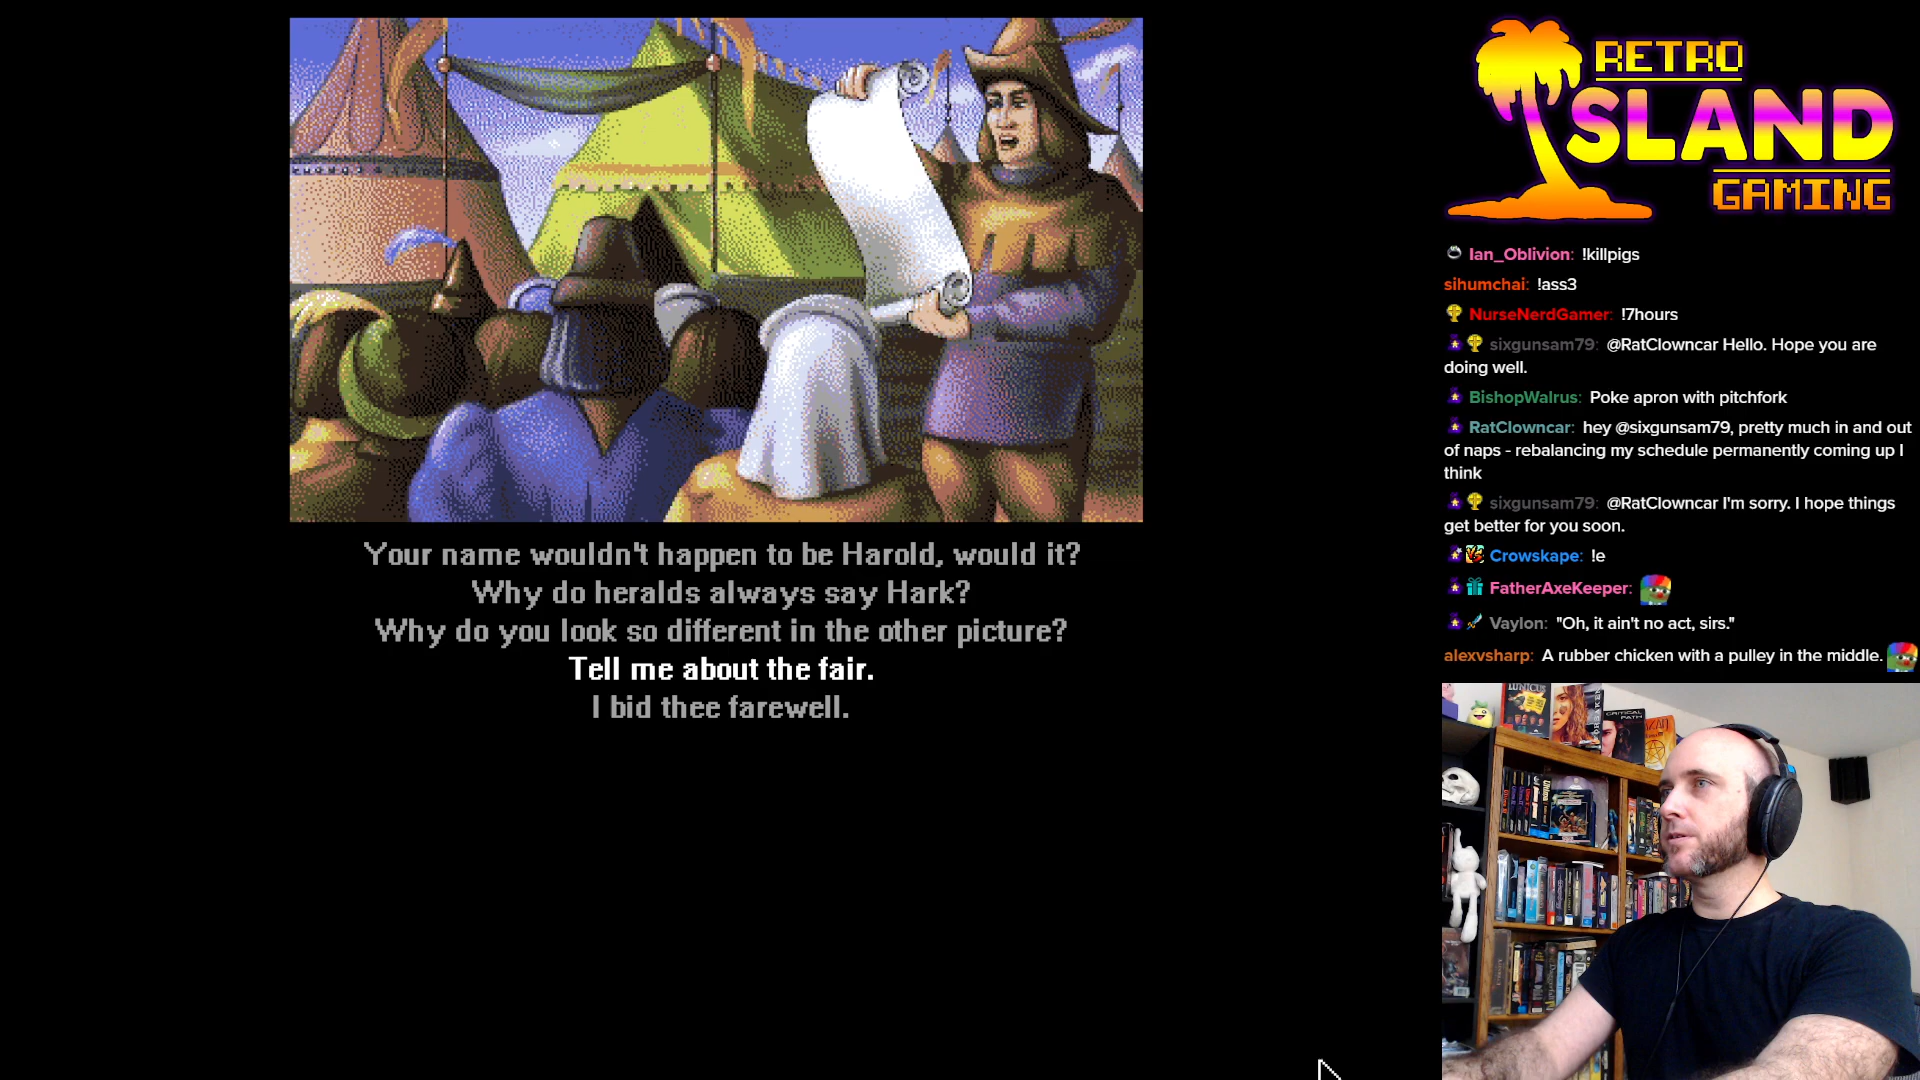 Your name wouldn't happen to be Harold, would it?
Why do heralds always say Hark?
Why do you look so different in the other picture?
Tell me about the fair.
I bid thee farewell.
RETRO
ISLAND
GAMING
Ian_Oblivion: !killpigs
sihumchai: !ass3
NurseNerdGamer: !7hours
sixgunsam79: @RatClowncar Hello. Hope you are
doing well.
BishopWalrus: Poke apron with pitchfork
RatClowncar: hey @sixgunsam79, pretty much in and out
of naps - rebalancing my schedule permanently coming up I
think
sixgunsam79: @RatClowncar I'm sorry. I hope things
get better for you soon.
Crowskape: !e
FatherAxeKeeper:
Vaylon: "Oh, it ain't no act, sirs."
alexvsharp: A rubber chicken with a pulley in the middle.
LUNICUS
CRITICAL
PATH